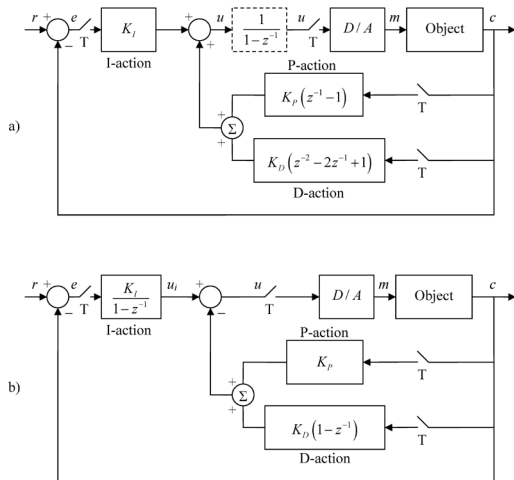 r + e T K_I u 1/(1-z^{-1}) u T D/A m Object c
− + +
I-action P-action
K_P(z^{-1}-1) T
a) + Σ +
K_D(z^{-2}-2z^{-1}+1) T
D-action
r + e T K_I/(1-z^{-1}) u_i + u T D/A m Object c
− −
I-action P-action
K_P T
b) + Σ +
K_D(1-z^{-1}) T
D-action